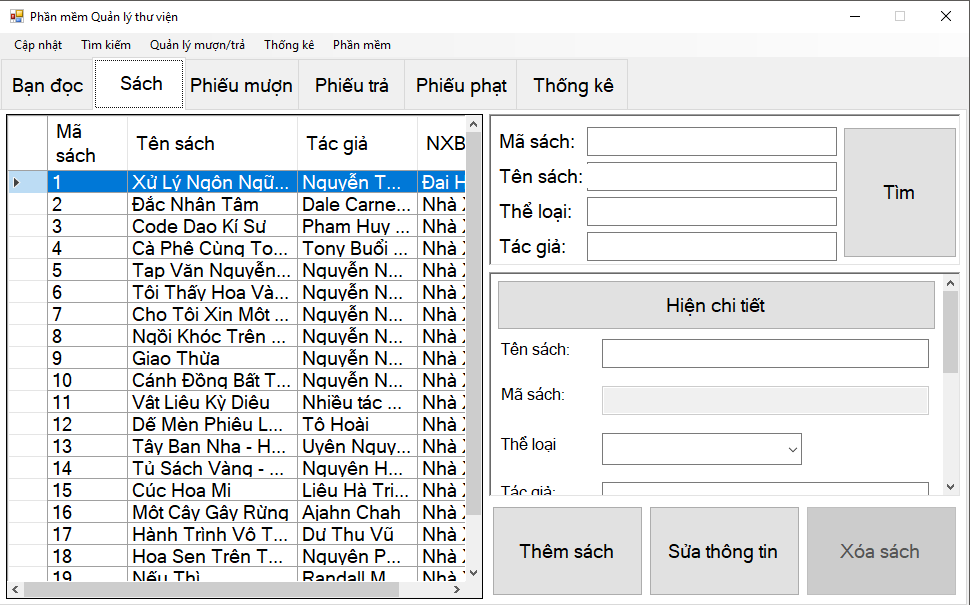 Phần mềm Quản lý thư viện
Cập nhật Tìm kiếm Quản lý mượn/trả Thống kê Phần mềm
Bạn đọc Sách Phiếu mượn Phiếu trả Phiếu phạt Thống kê
Mã sách Tên sách Tác giả NXB
1 Xử Lý Ngôn Ngữ... Nguyễn T... Đại H
2 Đắc Nhân Tâm Dale Carne... Nhà X
3 Code Dạo Kí Sự Phạm Huy ... Nhà X
4 Cà Phê Cùng To... Tony Buổi ... Nhà X
5 Tạp Văn Nguyễn... Nguyễn N... Nhà X
6 Tôi Thấy Hoa Và... Nguyễn N... Nhà X
7 Cho Tôi Xin Một ... Nguyễn N... Nhà X
8 Ngồi Khóc Trên ... Nguyễn N... Nhà X
9 Giao Thừa Nguyễn N... Nhà X
10 Cánh Đồng Bất T... Nguyễn N... Nhà X
11 Vật Liệu Kỳ Diệu Nhiều tác ... Nhà X
12 Dế Mèn Phiêu L... Tô Hoài Nhà X
13 Tây Ban Nha - H... Uyên Nguy... Nhà X
14 Tủ Sách Vàng - ... Nguyên H... Nhà X
15 Cúc Hoa Mi Liêu Hà Tri... Nhà X
16 Một Cây Gậy Rừng Ajahn Chah Nhà X
17 Hành Trình Vô T... Dư Thu Vũ Nhà X
18 Hoa Sen Trên T... Nguyên P... Nhà X
19 Nếu Thì Randall M Nhà X
Mã sách:
Tên sách:
Thể loại:
Tác giả:
Tìm
Hiện chi tiết
Tên sách:
Mã sách:
Thể loại
Tác giả:
Thêm sách Sửa thông tin Xóa sách